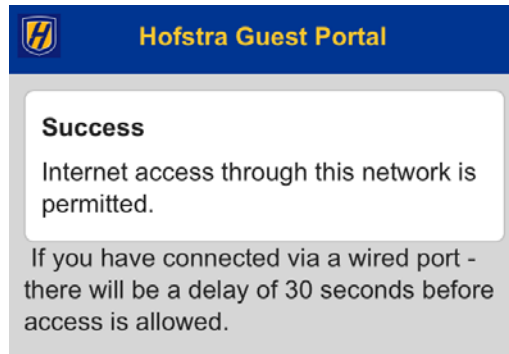 H
Hofstra Guest Portal
Success
Internet access through this network is
permitted.
If you have connected via a wired port -
there will be a delay of 30 seconds before
access is allowed.